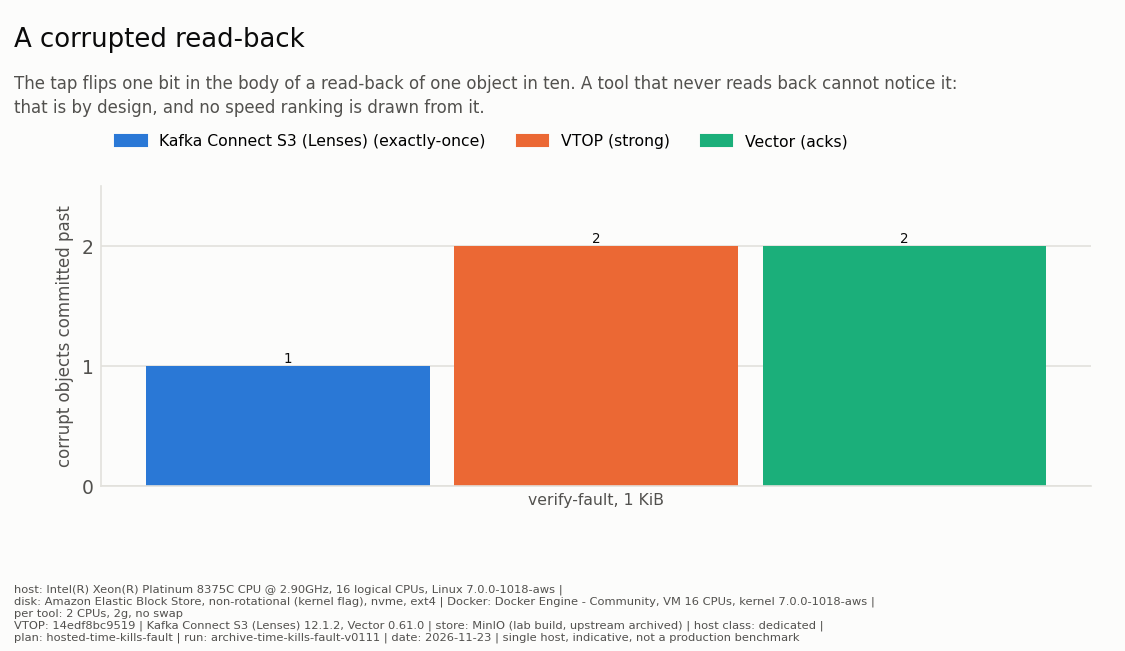 A corrupted read-back
The tap flips one bit in the body of a read-back of one object in ten. A tool that never reads back cannot notice it:
that is by design, and no speed ranking is drawn from it.
Kafka Connect S3 (Lenses) (exactly-once) VTOP (strong) Vector (acks)
corrupt objects committed past
2
1
0
1
2
2
verify-fault, 1 KiB
host: Intel(R) Xeon(R) Platinum 8375C CPU @ 2.90GHz, 16 logical CPUs, Linux 7.0.0-1018-aws |
disk: Amazon Elastic Block Store, non-rotational (kernel flag), nvme, ext4 | Docker: Docker Engine - Community, VM 16 CPUs, kernel 7.0.0-1018-aws |
per tool: 2 CPUs, 2g, no swap
VTOP: 14edf8bc9519 | Kafka Connect S3 (Lenses) 12.1.2, Vector 0.61.0 | store: MinIO (lab build, upstream archived) | host class: dedicated |
plan: hosted-time-kills-fault | run: archive-time-kills-fault-v0111 | date: 2026-11-23 | single host, indicative, not a production benchmark